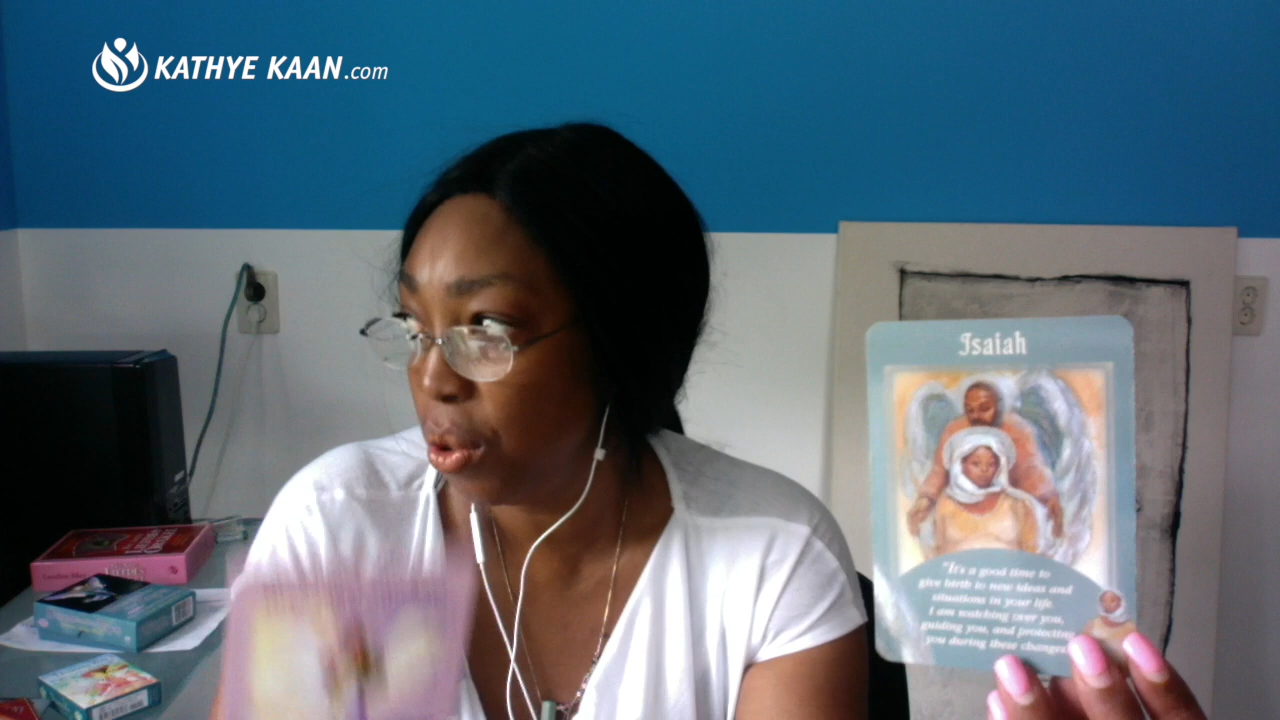 KATHYE KAAN.com
Isaiah
"It's a good time to
give birth to new ideas and
situations in your life.
I am watching over you,
guiding you, and protecting
you during these changes